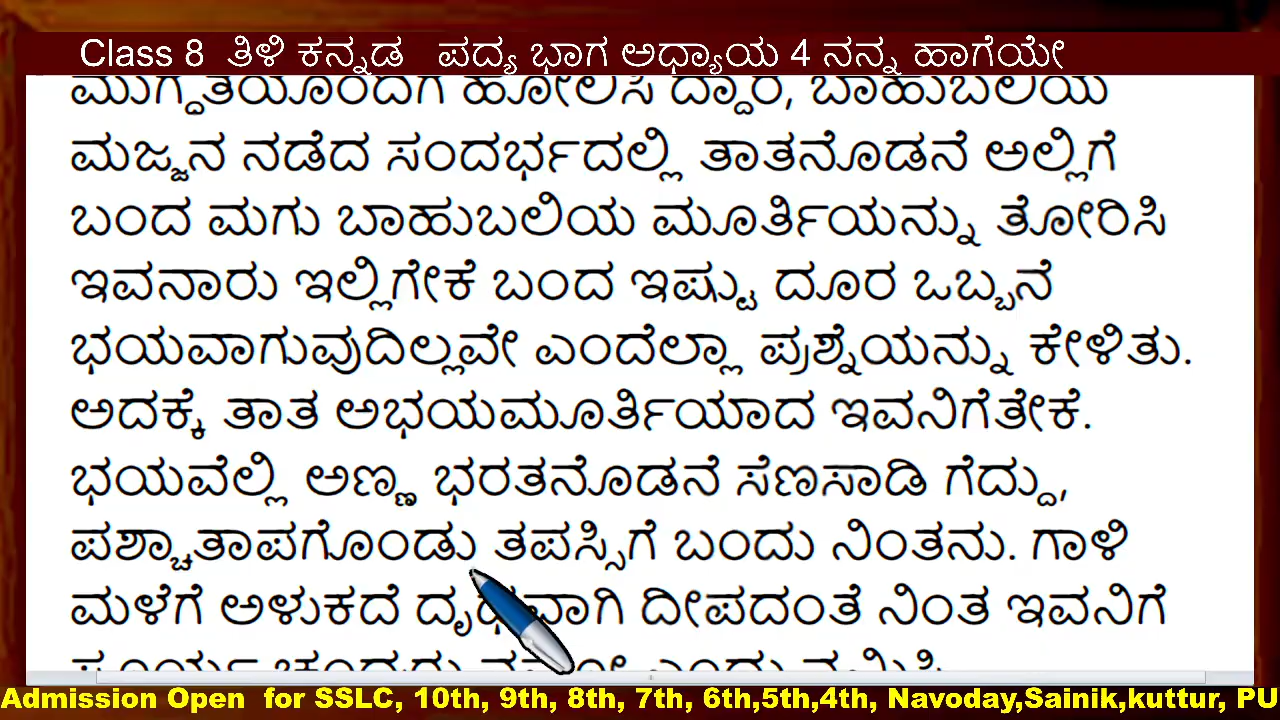 Class 8 ತಿಳಿ ಕನ್ನಡ ಪದ್ಯ ಭಾಗ ಅಧ್ಯಾಯ 4 ನನ್ನ ಹಾಗೆಯೇ
ಮುಗ್ದತೆಯೊಂದಿಗೆ ಹೋಲಿಸಿ ದ್ದಾರೆ, ಬಾಹುಬಲಿಯ
ಮಜ್ಜನ ನಡೆದ ಸಂದರ್ಭದಲ್ಲಿ ತಾತನೊಡನೆ ಅಲ್ಲಿಗೆ
ಬಂದ ಮಗು ಬಾಹುಬಲಿಯ ಮೂರ್ತಿಯನ್ನು ತೋರಿಸಿ
ಇವನಾರು ಇಲ್ಲಿಗೇಕೆ ಬಂದ ಇಷ್ಟು ದೂರ ಒಬ್ಬನೆ
ಭಯವಾಗುವುದಿಲ್ಲವೇ ಎಂದೆಲ್ಲಾ ಪ್ರಶ್ನೆಯನ್ನು ಕೇಳಿತು.
ಅದಕ್ಕೆ ತಾತ ಅಭಯಮೂರ್ತಿಯಾದ ಇವನಿಗೆತೇಕೆ.
ಭಯವೆಲ್ಲಿ ಅಣ್ಣ ಭರತನೊಡನೆ ಸೆಣಸಾಡಿ ಗೆದ್ದು,
ಪಶ್ಚಾತಾಪಗೊಂಡು ತಪಸ್ಸಿಗೆ ಬಂದು ನಿಂತನು. ಗಾಳಿ
ಮಳೆಗೆ ಅಳುಕದೆ ದೀಪದಂತೆ ನಿಂತ ಇವನಿಗೆ
Admission Open for SSLC, 10th, 9th, 8th, 7th, 6th,5th,4th, Navoday,Sainik,kuttur, PU